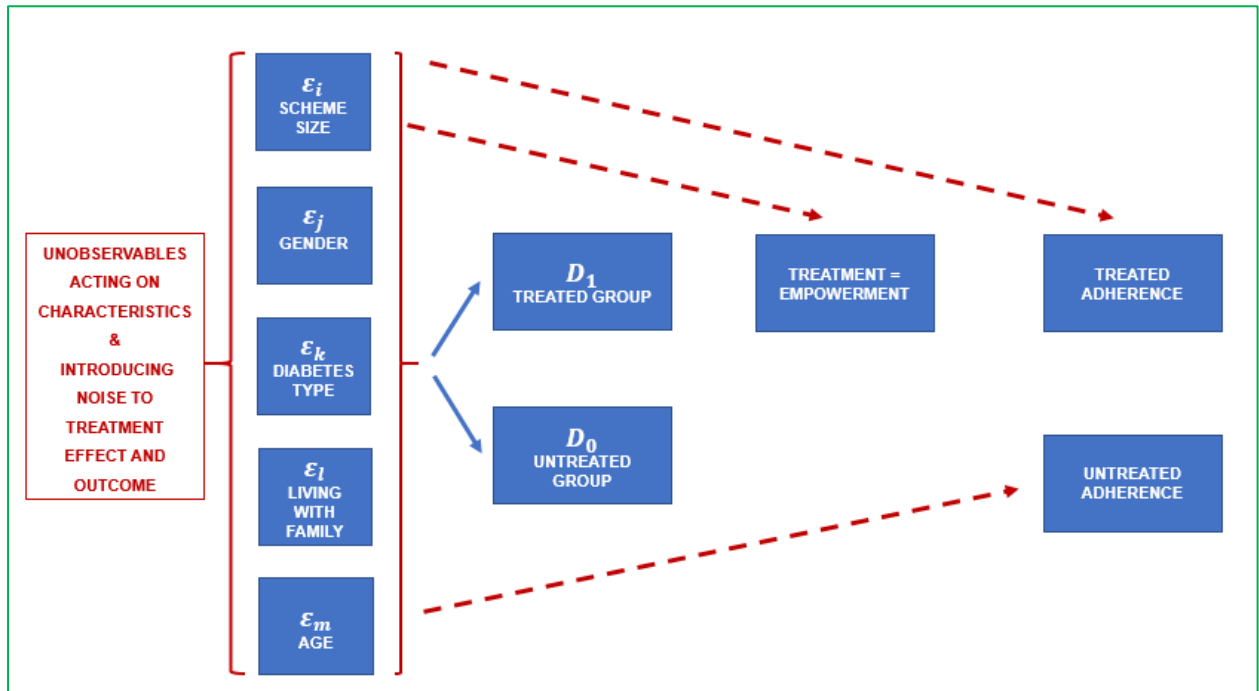 UNOBSERVABLES
ACTING ON
CHARACTERISTICS
&
INTRODUCING
NOISE TO
TREATMENT
EFFECT AND
OUTCOME
εᵢ
SCHEME
SIZE
εⱼ
GENDER
εₖ
DIABETES
TYPE
εₗ
LIVING
WITH
FAMILY
εₘ
AGE
D₁
TREATED GROUP
D₀
UNTREATED
GROUP
TREATMENT =
EMPOWERMENT
TREATED
ADHERENCE
UNTREATED
ADHERENCE